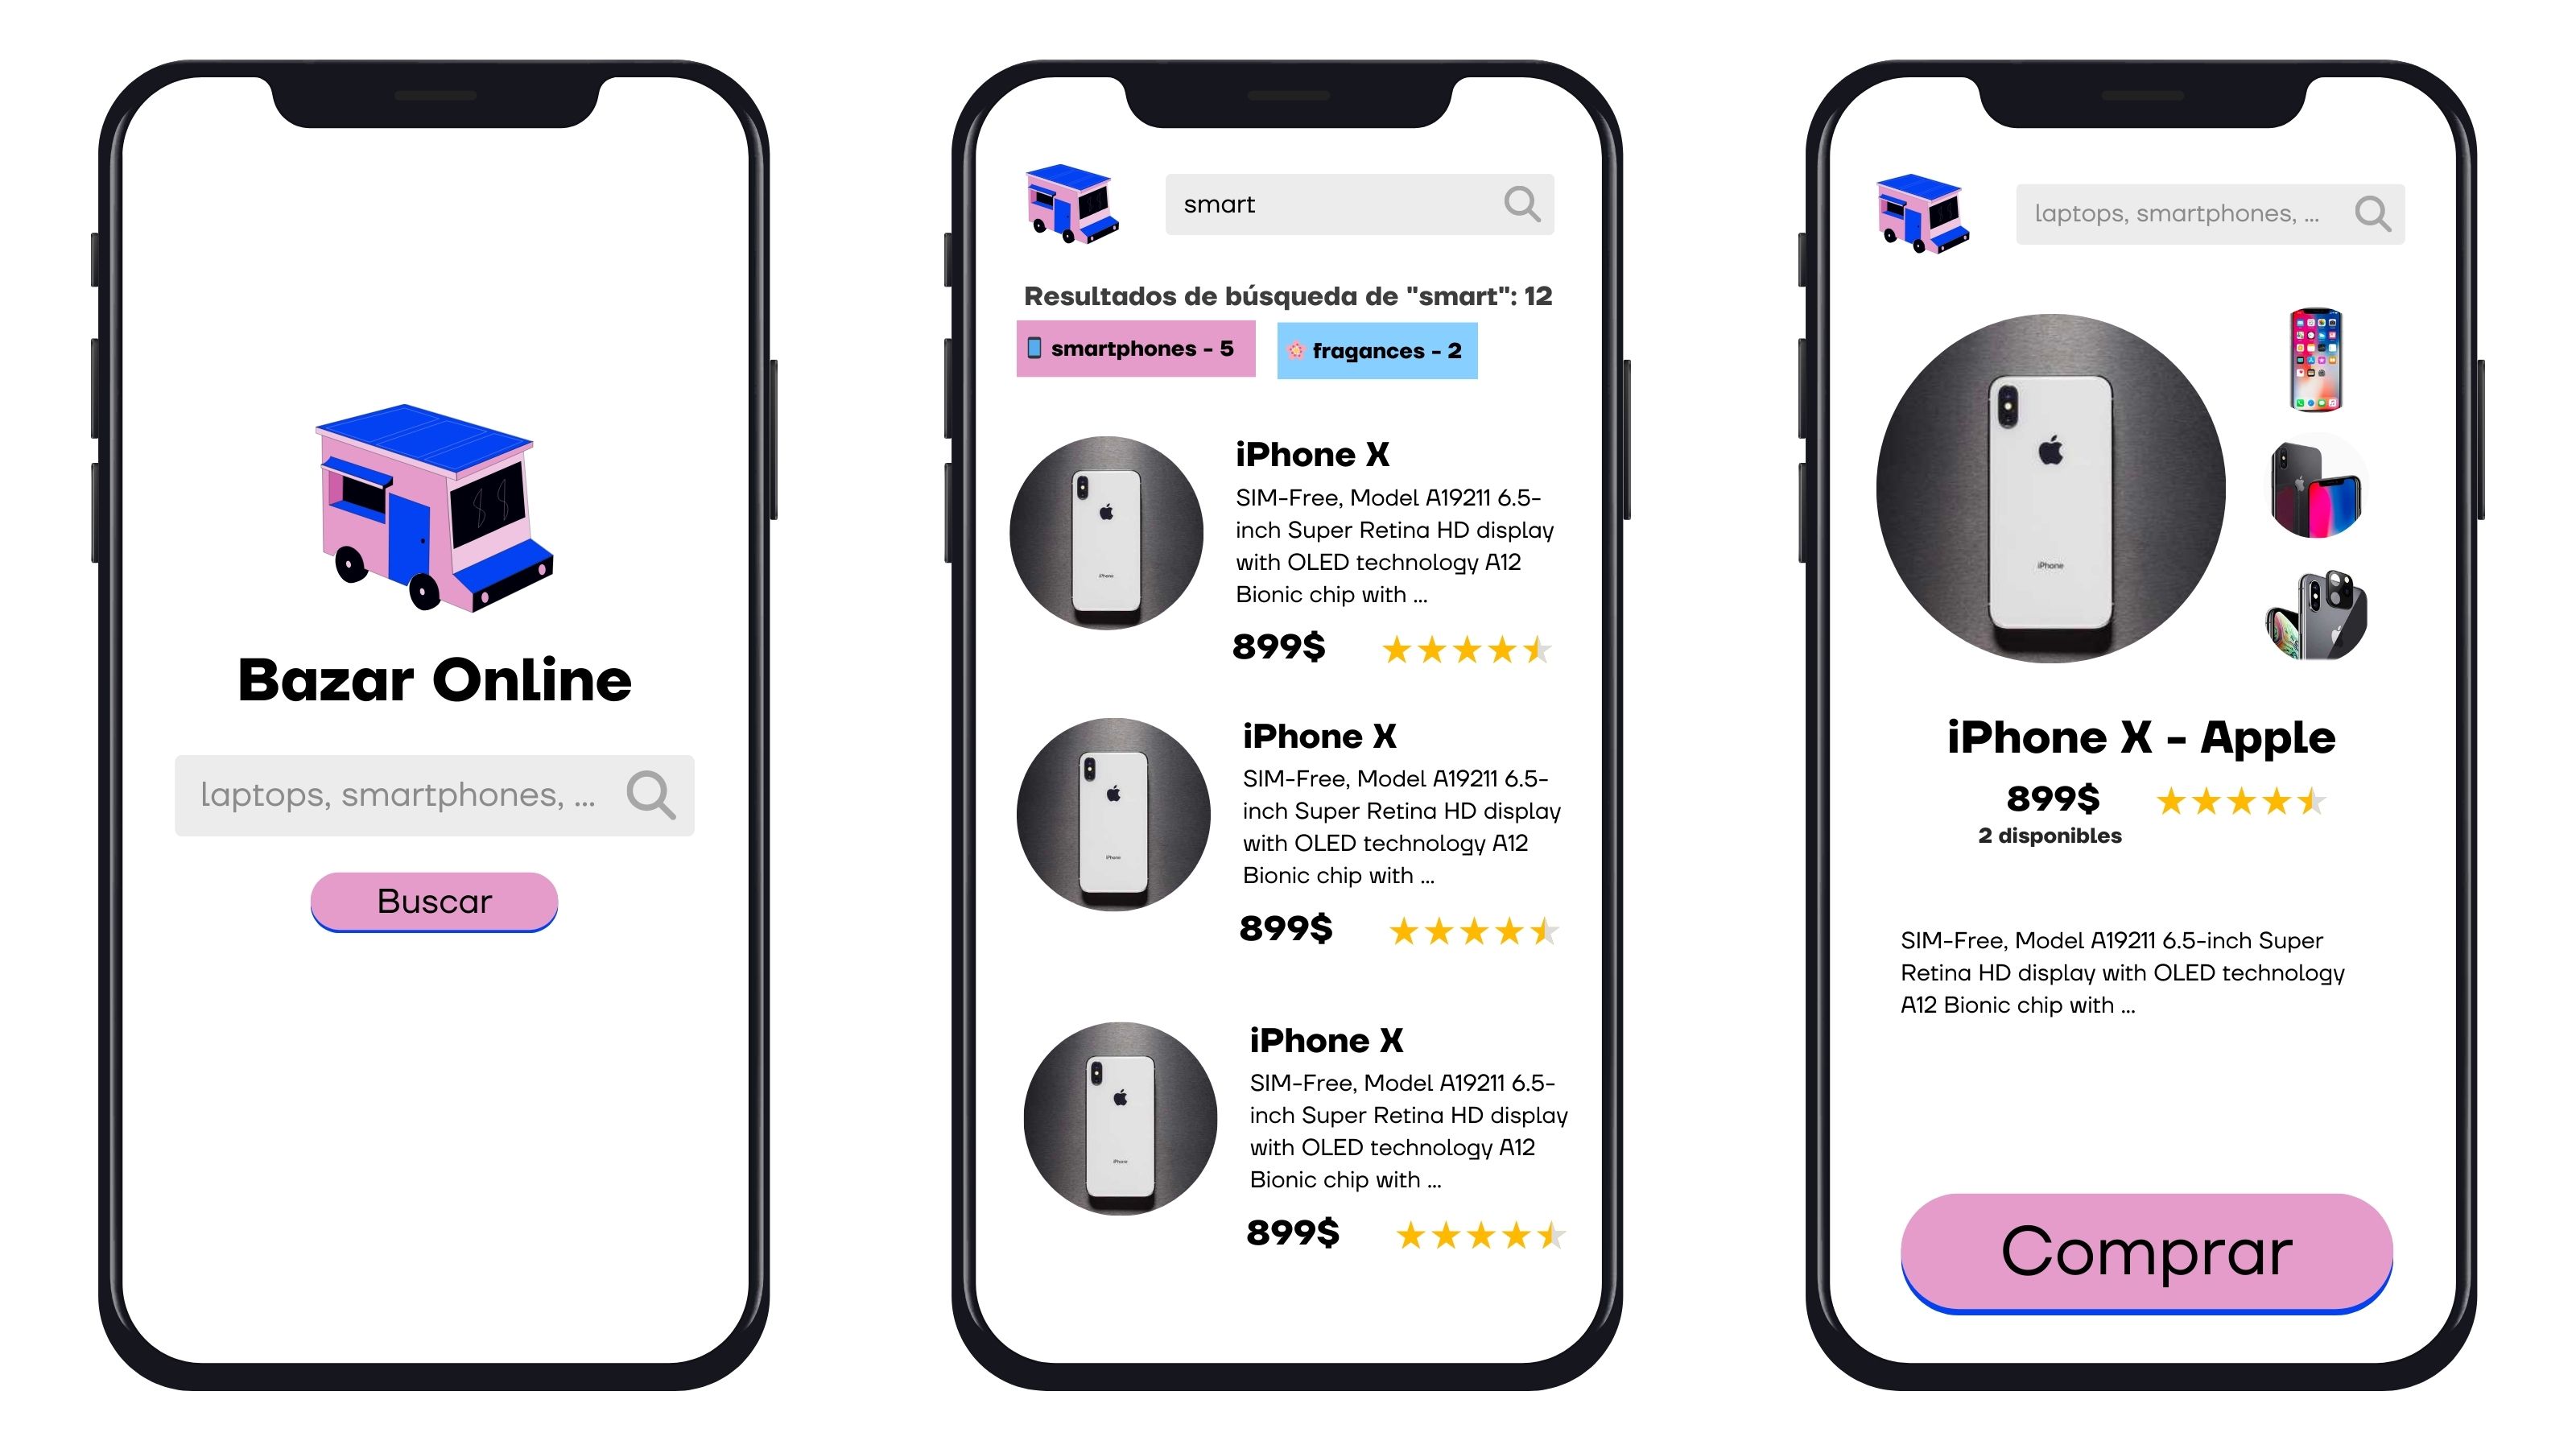 Bazar Online
laptops, smartphones, ...
Buscar
smart
Resultados de búsqueda de "smart": 12
smartphones - 5
fragances - 2
iPhone X
SIM-Free, Model A19211 6.5-
inch Super Retina HD display
with OLED technology A12
Bionic chip with ...
899$
iPhone
iPhone X
SIM-Free, Model A19211 6.5-
inch Super Retina HD display
with OLED technology A12
Bionic chip with ...
899$
iPhone
iPhone X
SIM-Free, Model A19211 6.5-
inch Super Retina HD display
with OLED technology A12
Bionic chip with ...
899$
iPhone
laptops, smartphones, ...
iPhone
iPhone X - Apple
899$
2 disponibles
SIM-Free, Model A19211 6.5-inch Super
Retina HD display with OLED technology
A12 Bionic chip with ...
Comprar